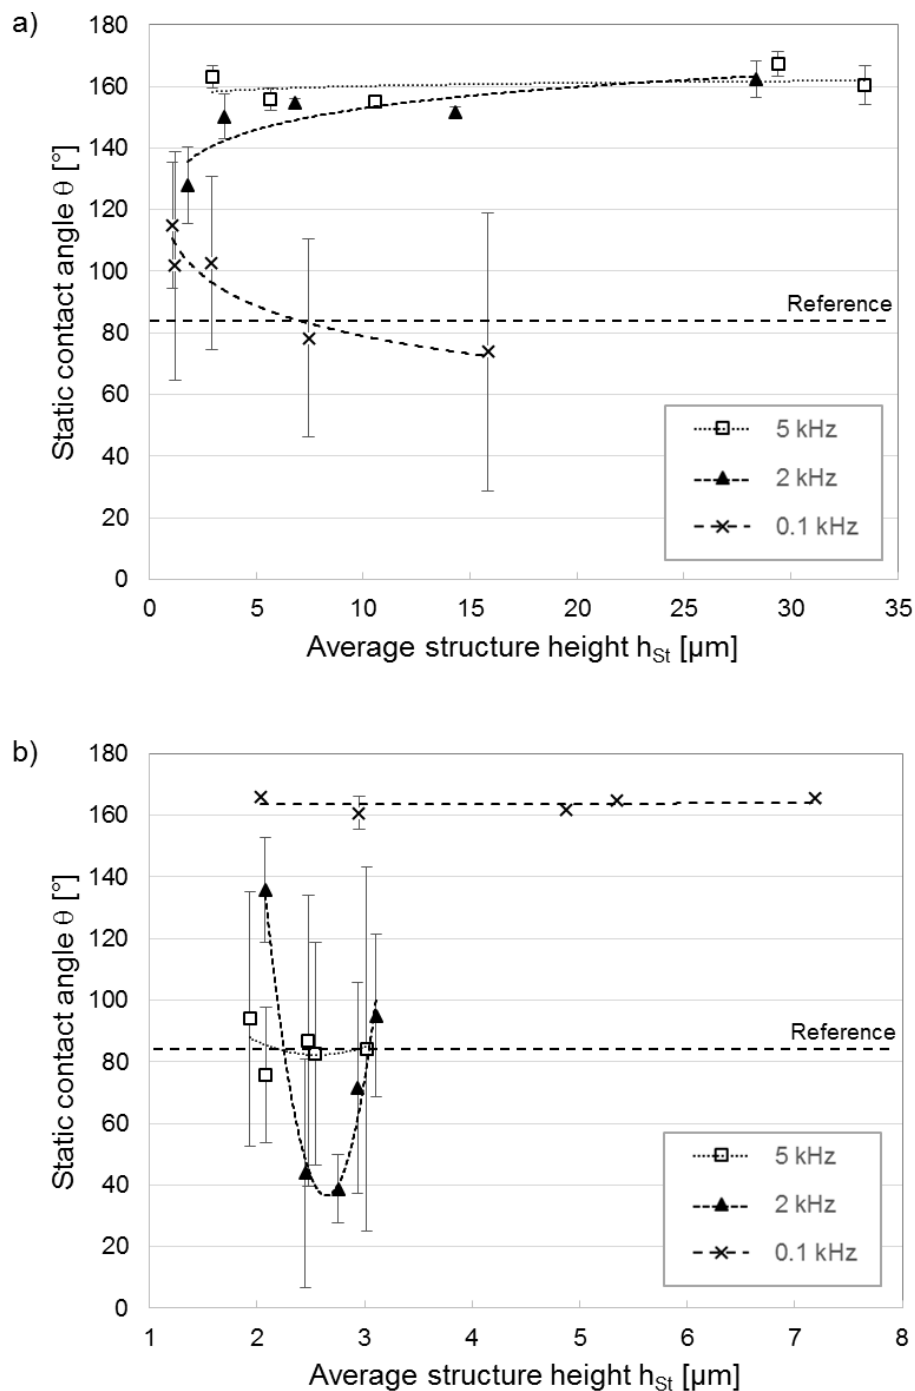 a)
180
160
140
120
100
80
60
40
20
0
Static contact angle θ [°]
Reference
5 kHz
2 kHz
0.1 kHz
0 5 10 15 20 25 30 35
Average structure height hSt [µm]
b)
180
160
140
120
100
80
60
40
20
0
Static contact angle θ [°]
Reference
5 kHz
2 kHz
0.1 kHz
1 2 3 4 5 6 7 8
Average structure height hSt [µm]